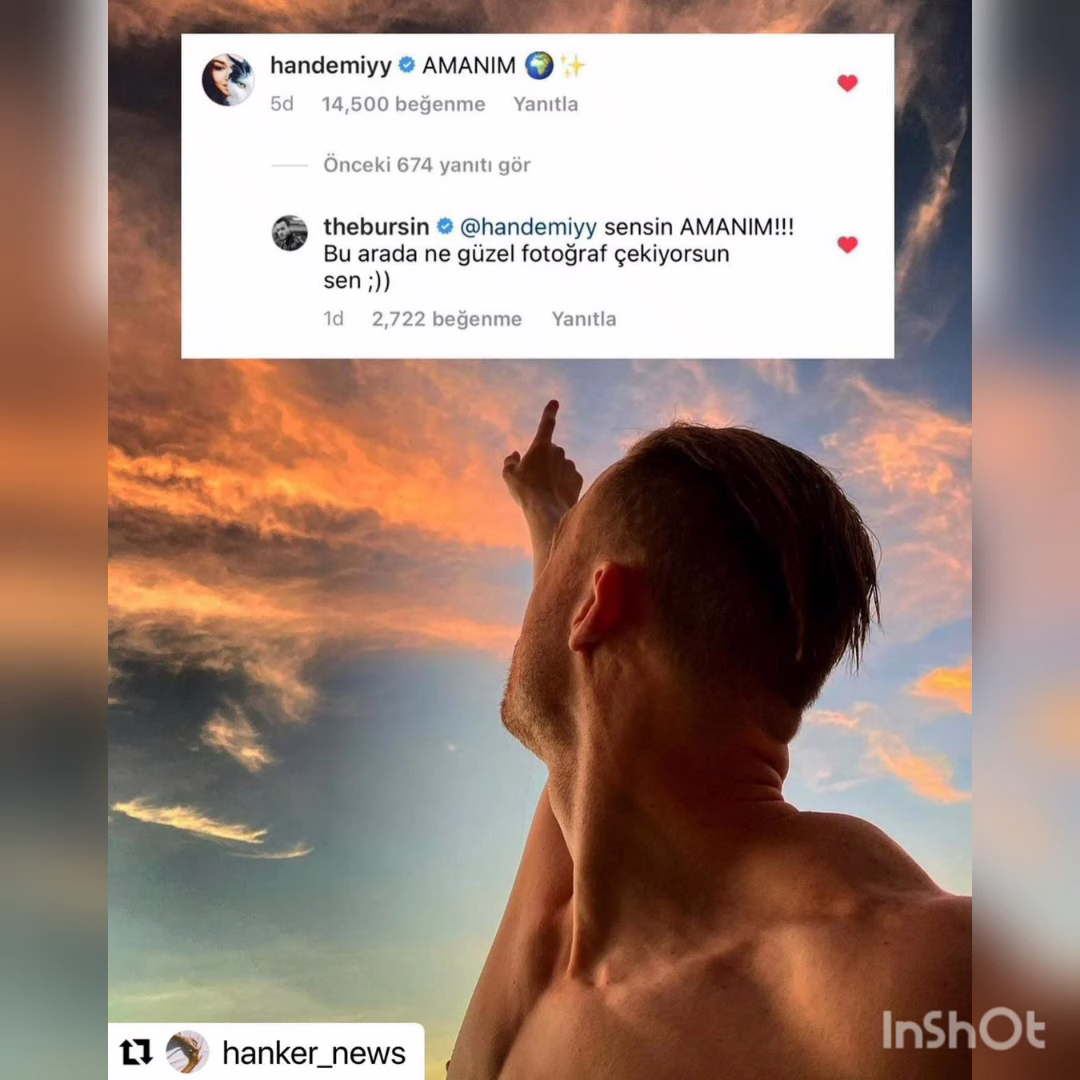 handemiyy AMANIM 🌍✨
5d 14,500 beğenme Yanıtla
Önceki 674 yanıtı gör
thebursin @handemiyy sensin AMANIM!!!
Bu arada ne güzel fotoğraf çekiyorsun
sen ;))
1d 2,722 beğenme Yanıtla
InShOt
hanker_news